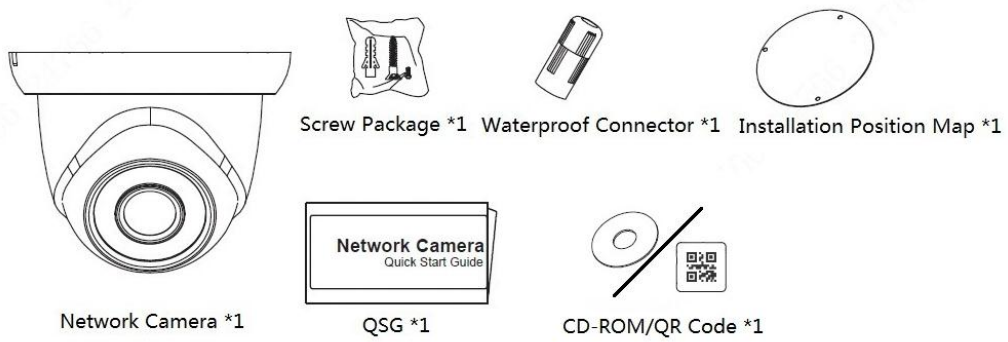 Screw Package *1
Waterproof Connector *1
Installation Position Map *1
Network Camera
Quick Start Guide
Network Camera *1
QSG *1
CD-ROM/QR Code *1